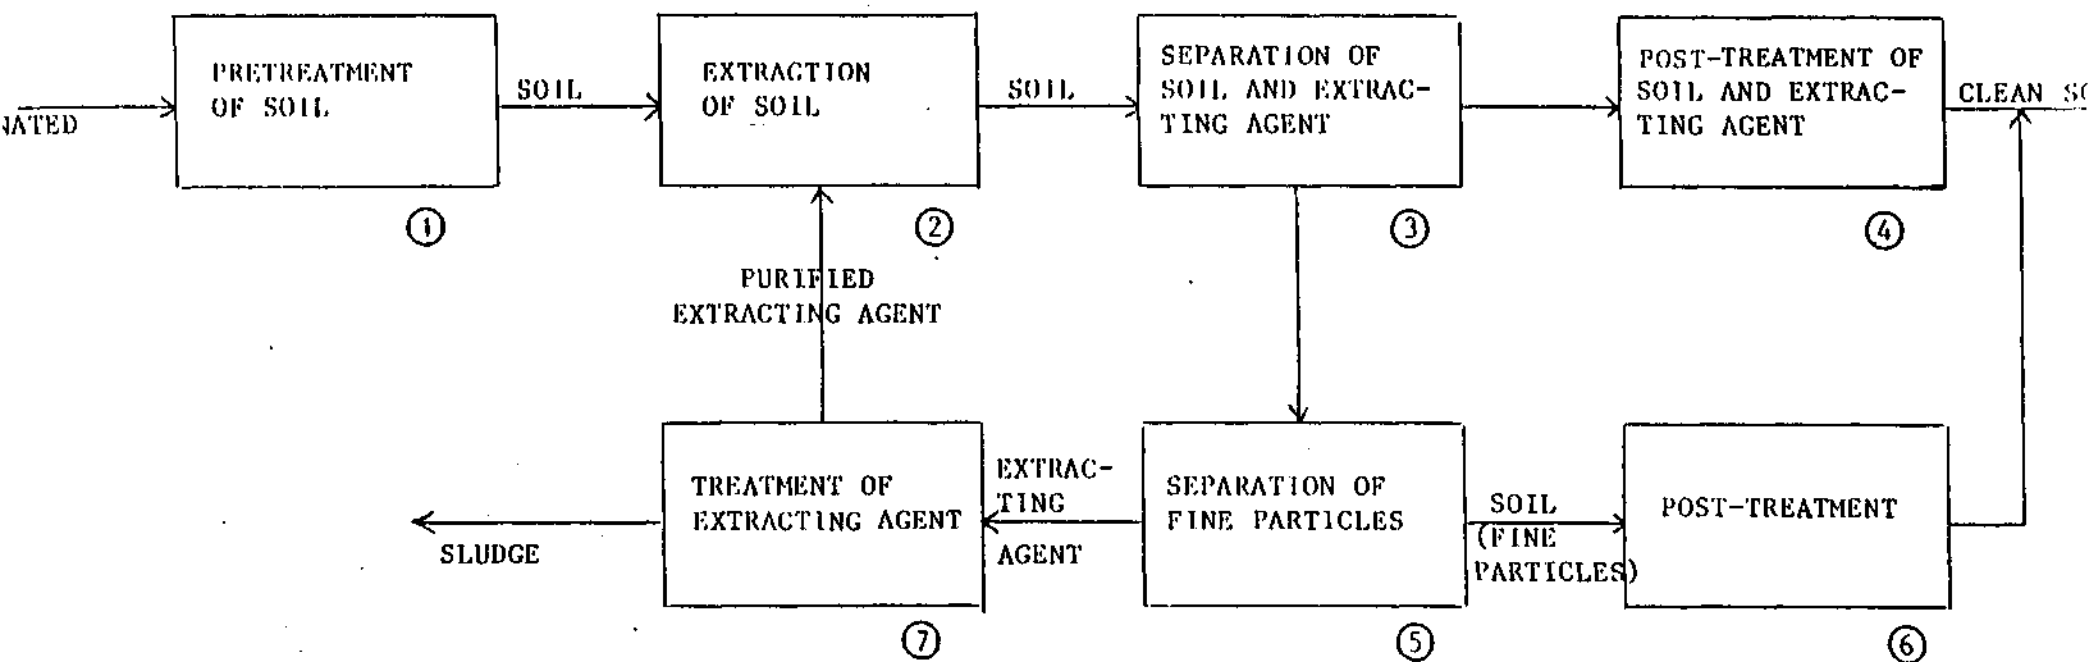 PRETREATMENT
OF SOIL
SOIL
EXTRACTION
OF SOIL
SOIL
SEPARATION OF
SOIL AND EXTRAC-
TING AGENT
POST-TREATMENT OF
SOIL AND EXTRAC-
TING AGENT
CLEAN SO
NATED
1
2
3
4
PURIFIED
EXTRACTING AGENT
TREATMENT OF
EXTRACTING AGENT
EXTRAC-
TING
AGENT
SEPARATION OF
FINE PARTICLES
SOIL
(FINE
PARTICLES)
POST-TREATMENT
SLUDGE
7
5
6